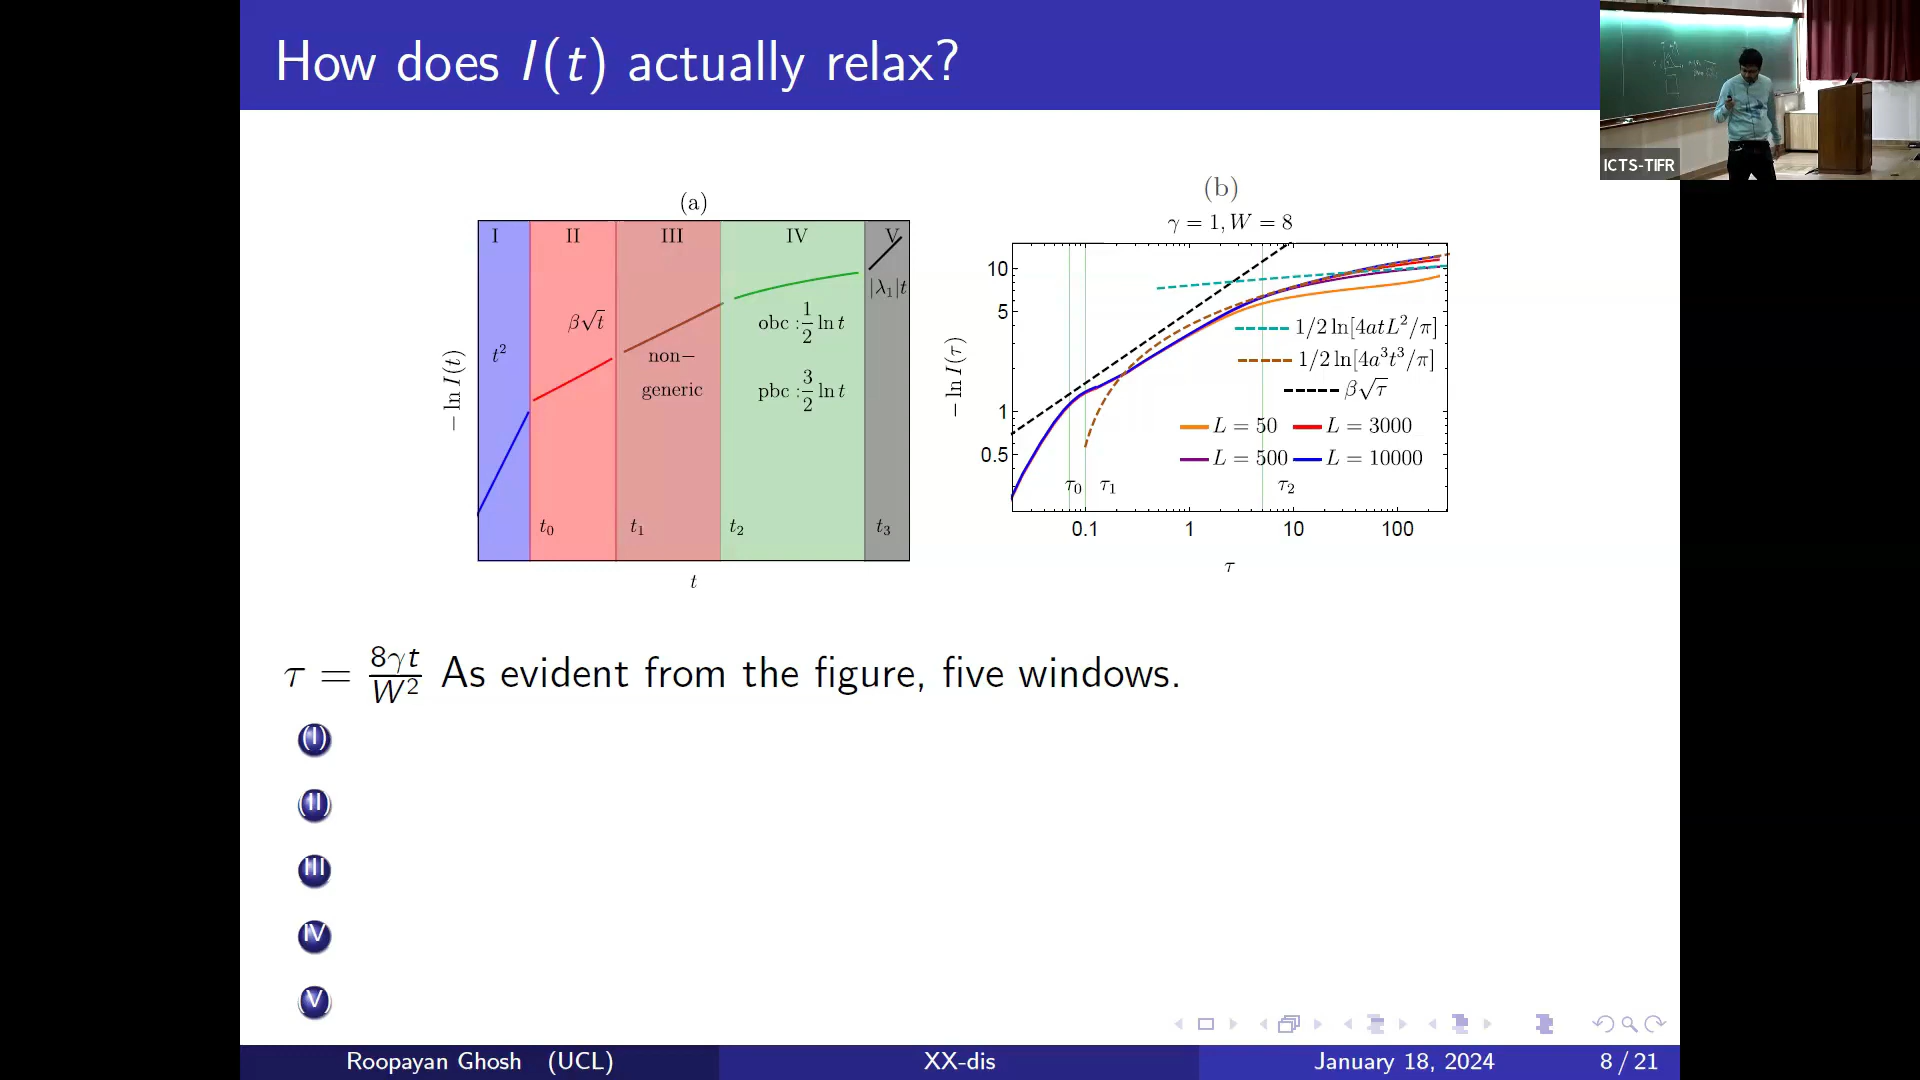 How does I(t) actually relax?
ICTS-TIFR
(a)
I II III IV V
− ln I(t)
t²
β√t
non−
generic
obc : 1/2 ln t
pbc : 3/2 ln t
|λ₁|t
t₀ t₁ t₂ t₃
t
(b)
γ = 1, W = 8
− ln I(τ)
10
5
1
0.5
1/2 ln[4atL²/π]
1/2 ln[4a³t³/π]
β√τ
L = 50 L = 3000
L = 500 L = 10000
τ₀ τ₁ τ₂
0.1 1 10 100
τ
τ = 8γt/W² As evident from the figure, five windows.
(I)
(II)
III
IV
(V)
Roopayan Ghosh (UCL) XX-dis January 18, 2024 8 / 21